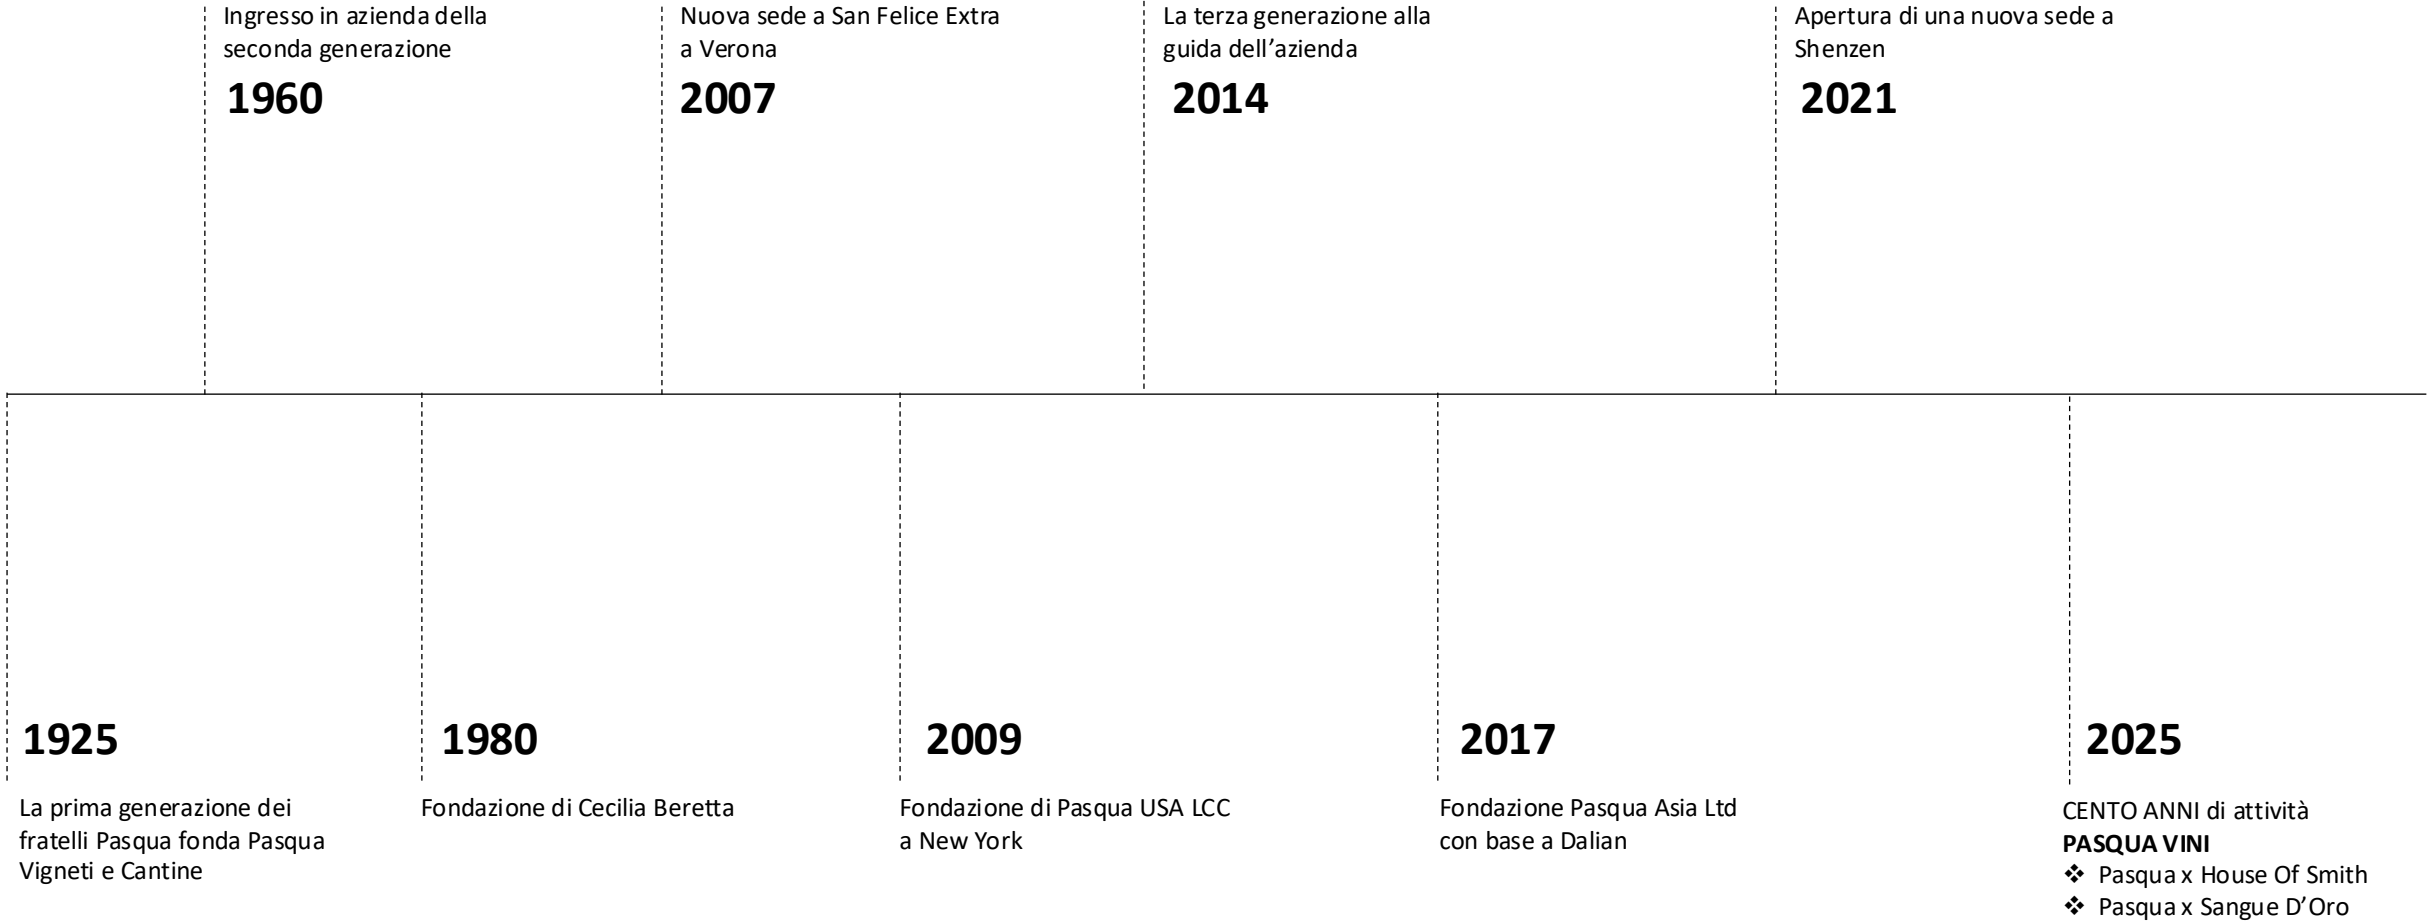 Ingresso in azienda della
seconda generazione
1960
Nuova sede a San Felice Extra
a Verona
2007
La terza generazione alla
guida dell’azienda
2014
Apertura di una nuova sede a
Shenzen
2021
1925
La prima generazione dei
fratelli Pasqua fonda Pasqua
Vigneti e Cantine
1980
Fondazione di Cecilia Beretta
2009
Fondazione di Pasqua USA LCC
a New York
2017
Fondazione Pasqua Asia Ltd
con base a Dalian
2025
CENTO ANNI di attività
PASQUA VINI
❖ Pasqua x House Of Smith
❖ Pasqua x Sangue D’Oro